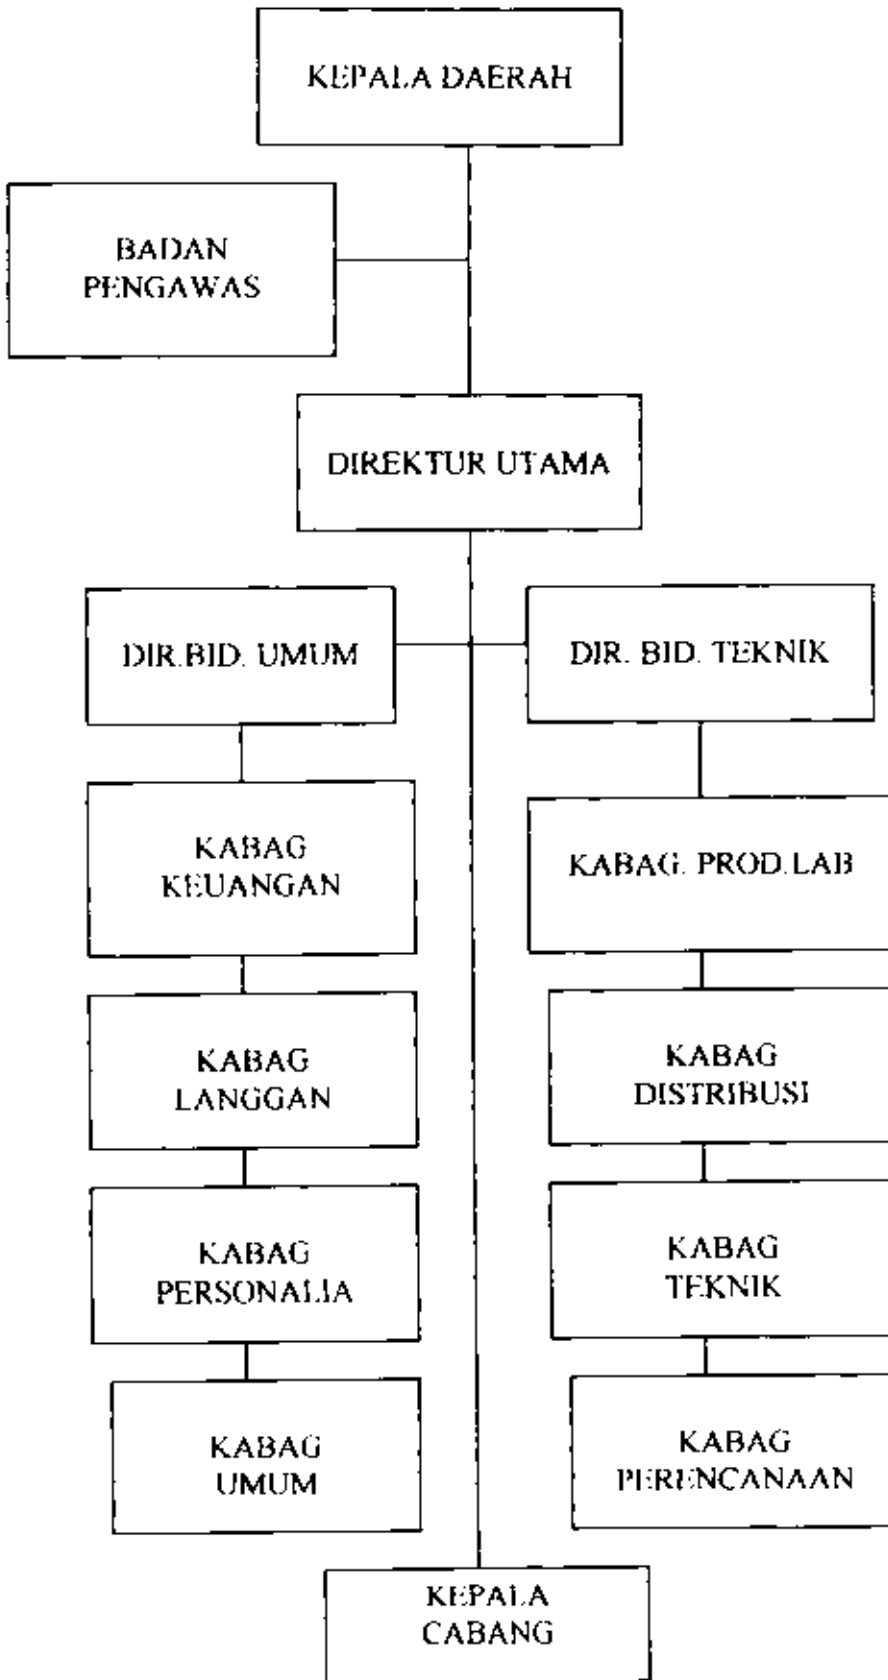 KEPALA DAERAH
BADAN
PENGAWAS
DIREKTUR UTAMA
DIR.BID. UMUM
DIR. BID. TEKNIK
KABAG
KEUANGAN
KABAG. PROD.LAB
KABAG
LANGGAN
KABAG
DISTRIBUSI
KABAG
PERSONALIA
KABAG
TEKNIK
KABAG
UMUM
KABAG
PERENCANAAN
KEPALA
CABANG